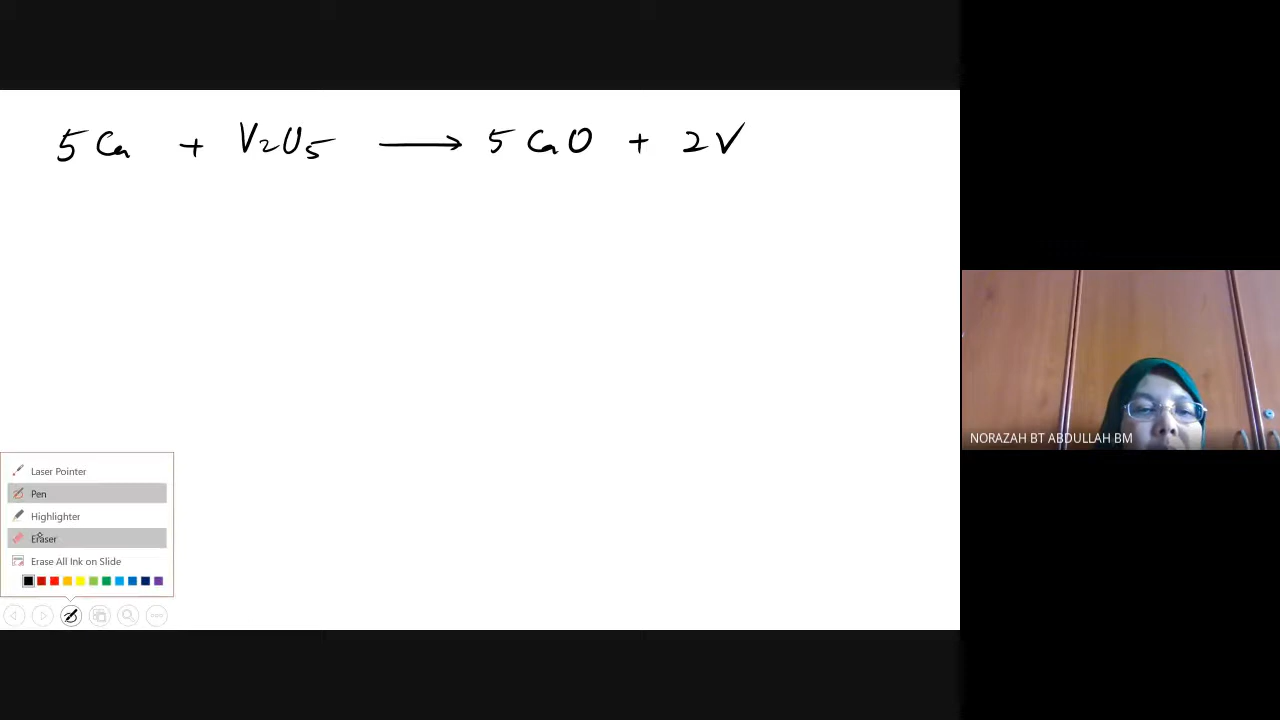 5 Ca + V2O5 ⟶ 5 CaO + 2 V
Laser Pointer
Pen
Highlighter
Eraser
Erase All Ink on Slide
NORAZAH BT ABDULLAH BM